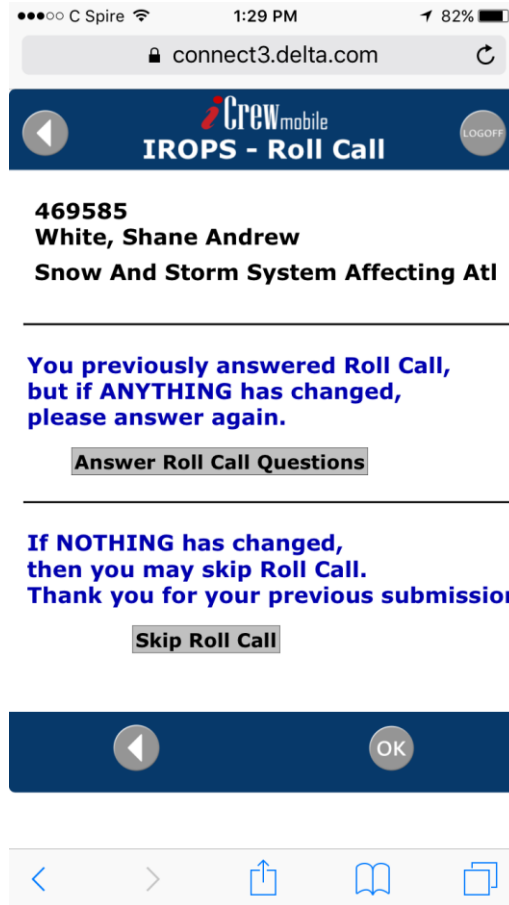 C Spire 1:29 PM 82%
connect3.delta.com
iCrew mobile
LOGOFF
IROPS - Roll Call
469585
White, Shane Andrew
Snow And Storm System Affecting Atl
You previously answered Roll Call,
but if ANYTHING has changed,
please answer again.
Answer Roll Call Questions
If NOTHING has changed,
then you may skip Roll Call.
Thank you for your previous submission
Skip Roll Call
OK